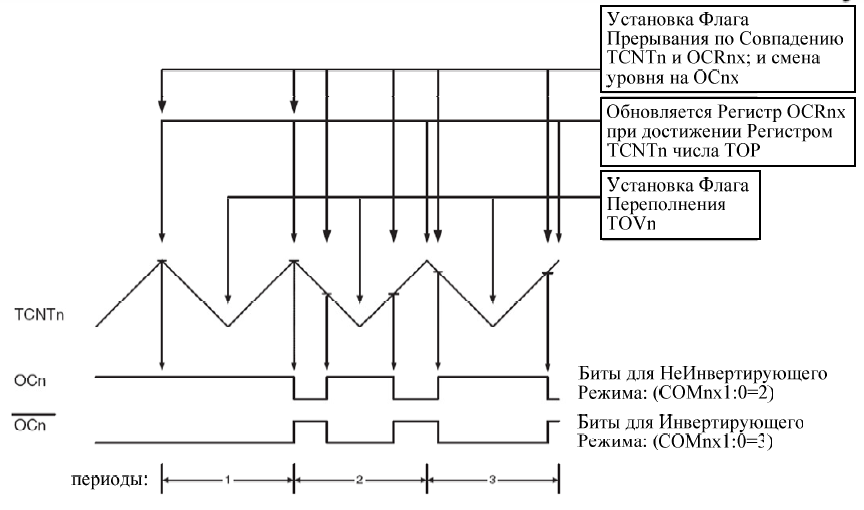 Установка Флага
Прерывания по Совпадению
TCNTn и OCRnx; и смена
уровня на OCnx
Обновляется Регистр OCRnx
при достижении Регистром
TCNTn числа TOP
Установка Флага
Переполнения
TOVn
TCNTn
OCn
Биты для НеИнвертирующего
Режима: (COMnx1:0=2)
OCn
Биты для Инвертирующего
Режима: (COMnx1:0=3)
периоды:
1
2
3